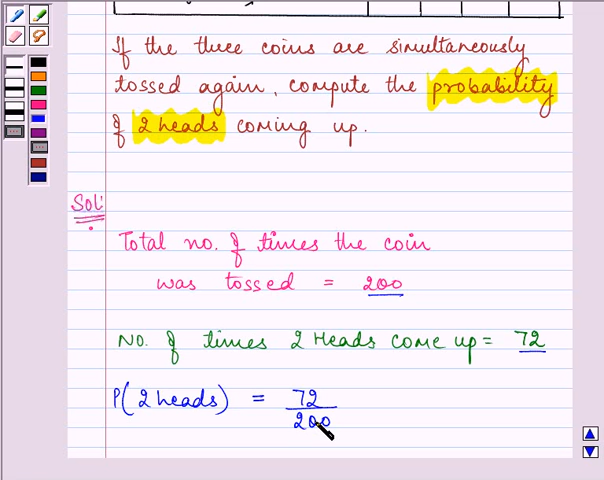 If the three coins are simultaneously
tossed again, compute the probability
of 2 heads coming up.
Sol:
Total no. of times the coin
was tossed = 200
No. of times 2 Heads come up = 72
P(2 heads) = 72/200